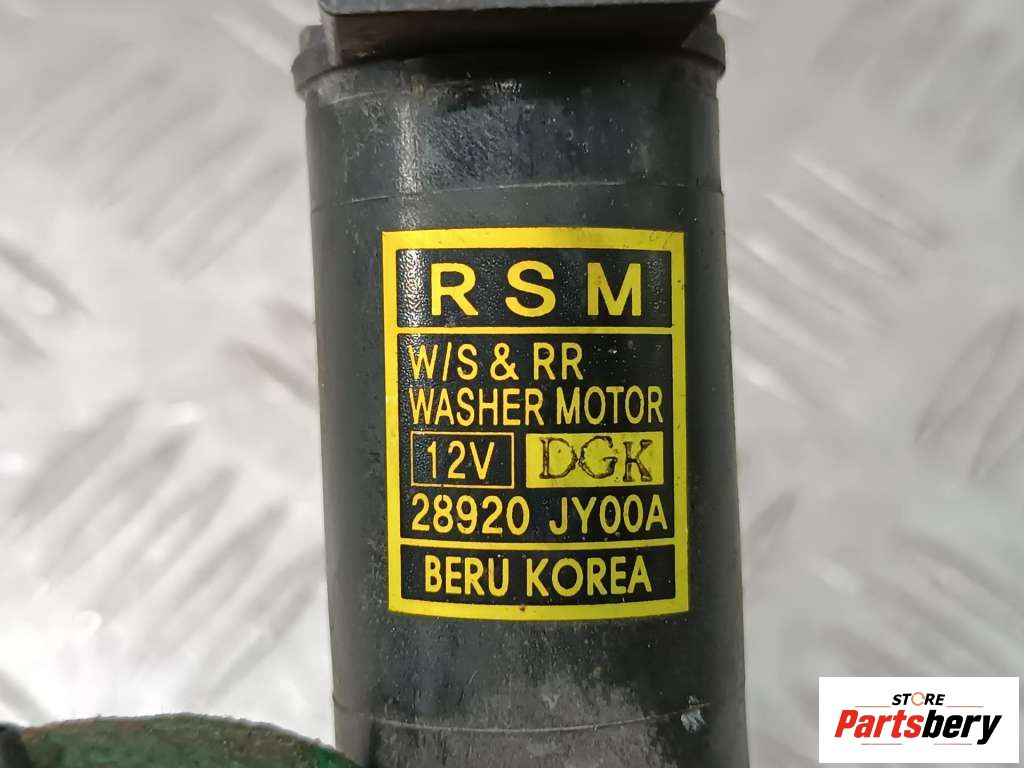 RSM
W/S & RR
WASHER MOTOR
12V DGK
28920 JY00A
BERU KOREA
STORE
Partsbery